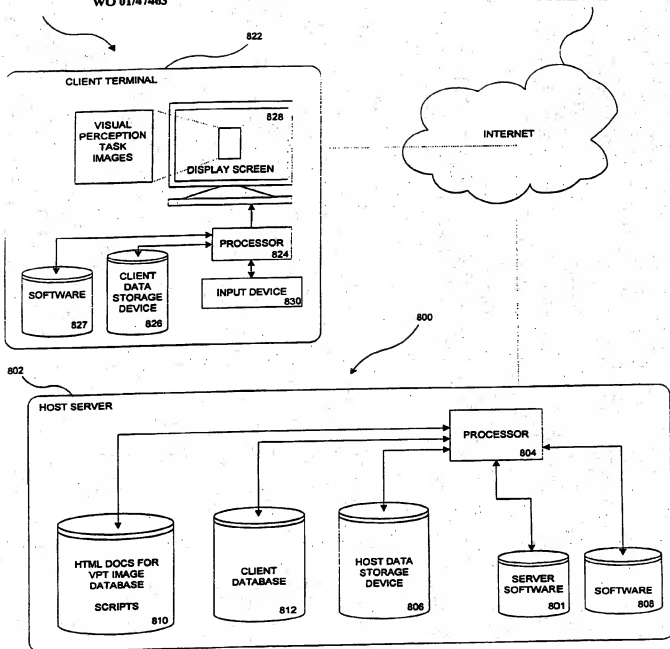 WO 01/47463
822
CLIENT TERMINAL
VISUAL
PERCEPTION
TASK
IMAGES
828
DISPLAY SCREEN
INTERNET
PROCESSOR
824
SOFTWARE
827
CLIENT
DATA
STORAGE
DEVICE
826
INPUT DEVICE
830
800
802
HOST SERVER
PROCESSOR
804
HTML DOCS FOR
VPT IMAGE
DATABASE
SCRIPTS
810
CLIENT
DATABASE
812
HOST DATA
STORAGE
DEVICE
806
SERVER
SOFTWARE
801
SOFTWARE
808